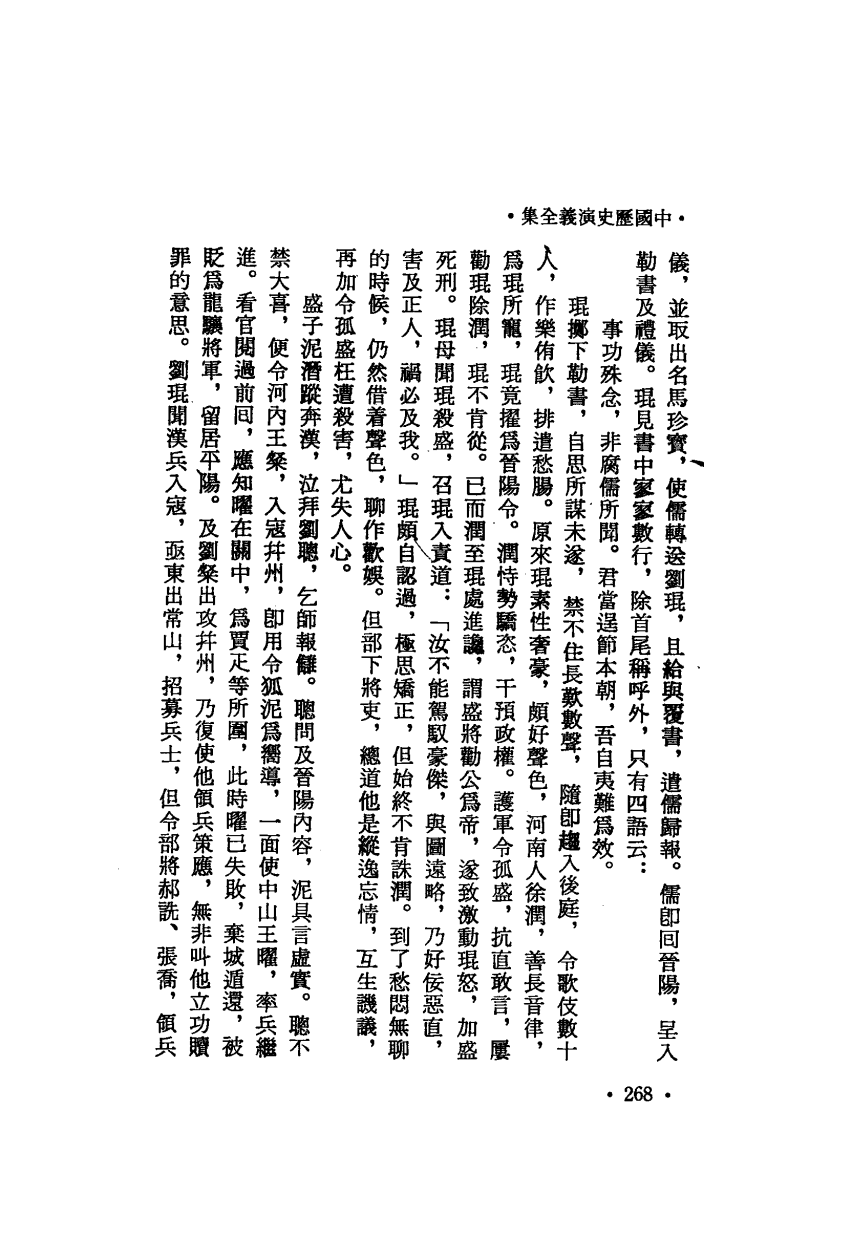 •中國歷史演義全集•
儀，並取出名馬珍寶，使儒轉送劉琨，且給與覆書，遣儒歸報。儒卽囘晉陽，呈入
勒書及禮儀。琨見書中寥寥數行，除首尾稱呼外，只有四語云：
事功殊念，非腐儒所聞。君當逞節本朝，吾自夷難爲效。
琨擲下勒書，自思所謀未遂，禁不住長歎數聲，隨卽趨入後庭，令歌伎數十
人，作樂侑飲，排遣愁腸。原來琨素性奢豪，頗好聲色，河南人徐潤，善長音律，
爲琨所寵，琨竟擢爲晉陽令。潤恃勢驕恣，干預政權。護軍令孤盛，抗直敢言，屢
勸琨除潤，琨不肯從。已而潤至琨處進讒，謂盛將勸公爲帝，遂致激動琨怒，加盛
死刑。琨母聞琨殺盛，召琨入責道：「汝不能駕馭豪傑，與圖遠略，乃好佞惡直，
害及正人，禍必及我。」琨頗自認過，極思矯正，但始終不肯誅潤。到了愁悶無聊
的時候，仍然借着聲色，聊作歡娛。但部下將吏，總道他是縱逸忘情，互生譏議，
再加令孤盛枉遭殺害，尤失人心。
盛子泥潛蹤奔漢，泣拜劉聰，乞師報讎。聰問及晉陽內容，泥具言虛實。聰不
禁大喜，便令河內王粲，入寇幷州，卽用令狐泥爲嚮導，一面使中山王曜，率兵繼
進。看官閱過前囘，應知曜在關中，爲賈疋等所圍，此時曜已失敗，棄城遁還，被
貶爲龍驤將軍，留居平陽。及劉粲出攻幷州，乃復使他領兵策應，無非叫他立功贖
罪的意思。劉琨聞漢兵入寇，亟東出常山，招募兵士，但令部將郝詵、張喬，領兵
•268•